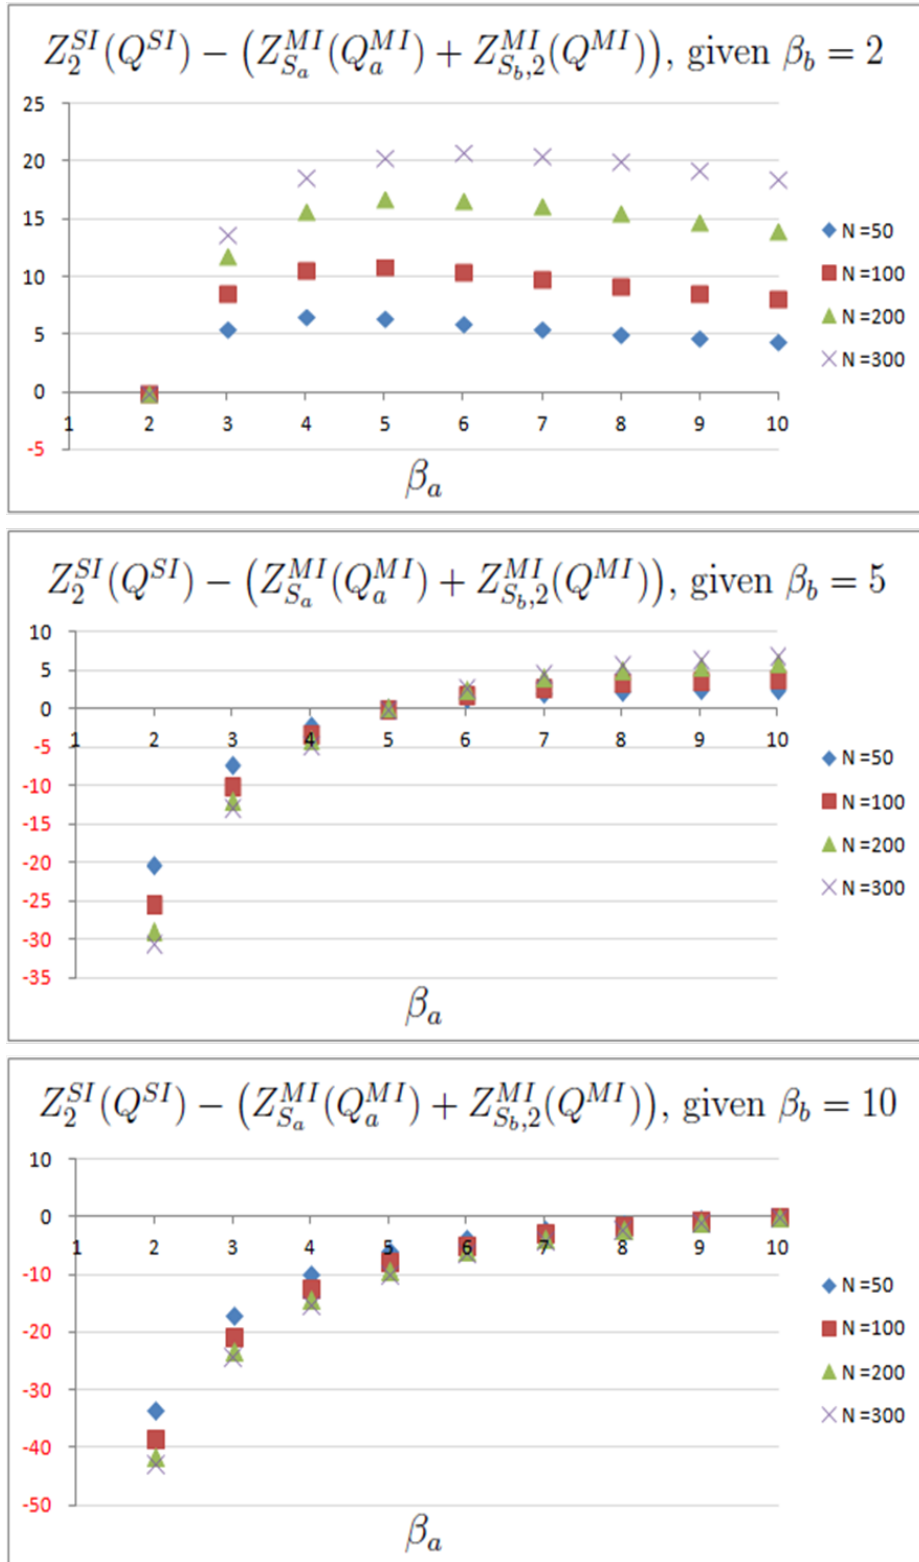 Z_2^{SI}(Q^{SI}) − (Z_{S_a}^{MI}(Q_a^{MI}) + Z_{S_b,2}^{MI}(Q^{MI})), given β_b = 2
25
20
15
10
5
0
-5
1 2 3 4 5 6 7 8 9 10
β_a
N =50
N =100
N =200
N =300
Z_2^{SI}(Q^{SI}) − (Z_{S_a}^{MI}(Q_a^{MI}) + Z_{S_b,2}^{MI}(Q^{MI})), given β_b = 5
10
5
0
-5
-10
-15
-20
-25
-30
-35
1 2 3 4 5 6 7 8 9 10
β_a
N =50
N =100
N =200
N =300
Z_2^{SI}(Q^{SI}) − (Z_{S_a}^{MI}(Q_a^{MI}) + Z_{S_b,2}^{MI}(Q^{MI})), given β_b = 10
10
0
-10
-20
-30
-40
-50
1 2 3 4 5 6 7 8 9 10
β_a
N =50
N =100
N =200
N =300